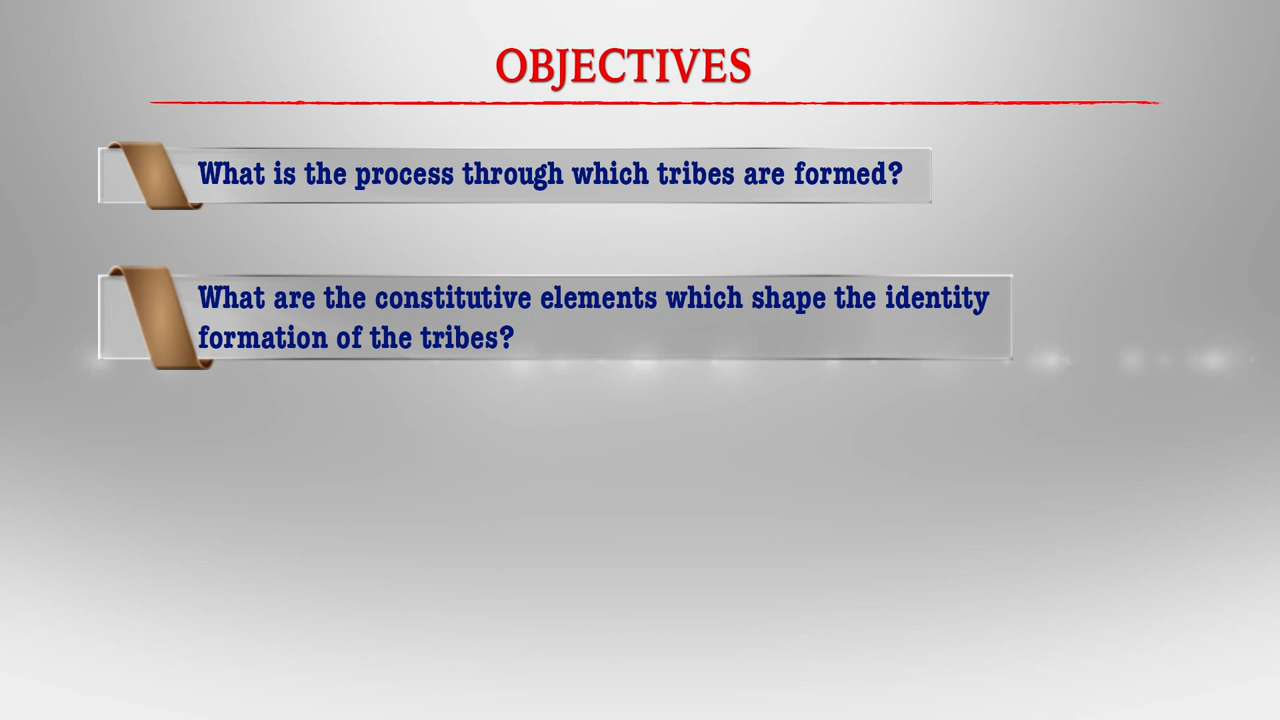 OBJECTIVES
What is the process through which tribes are formed?
What are the constitutive elements which shape the identity
formation of the tribes?